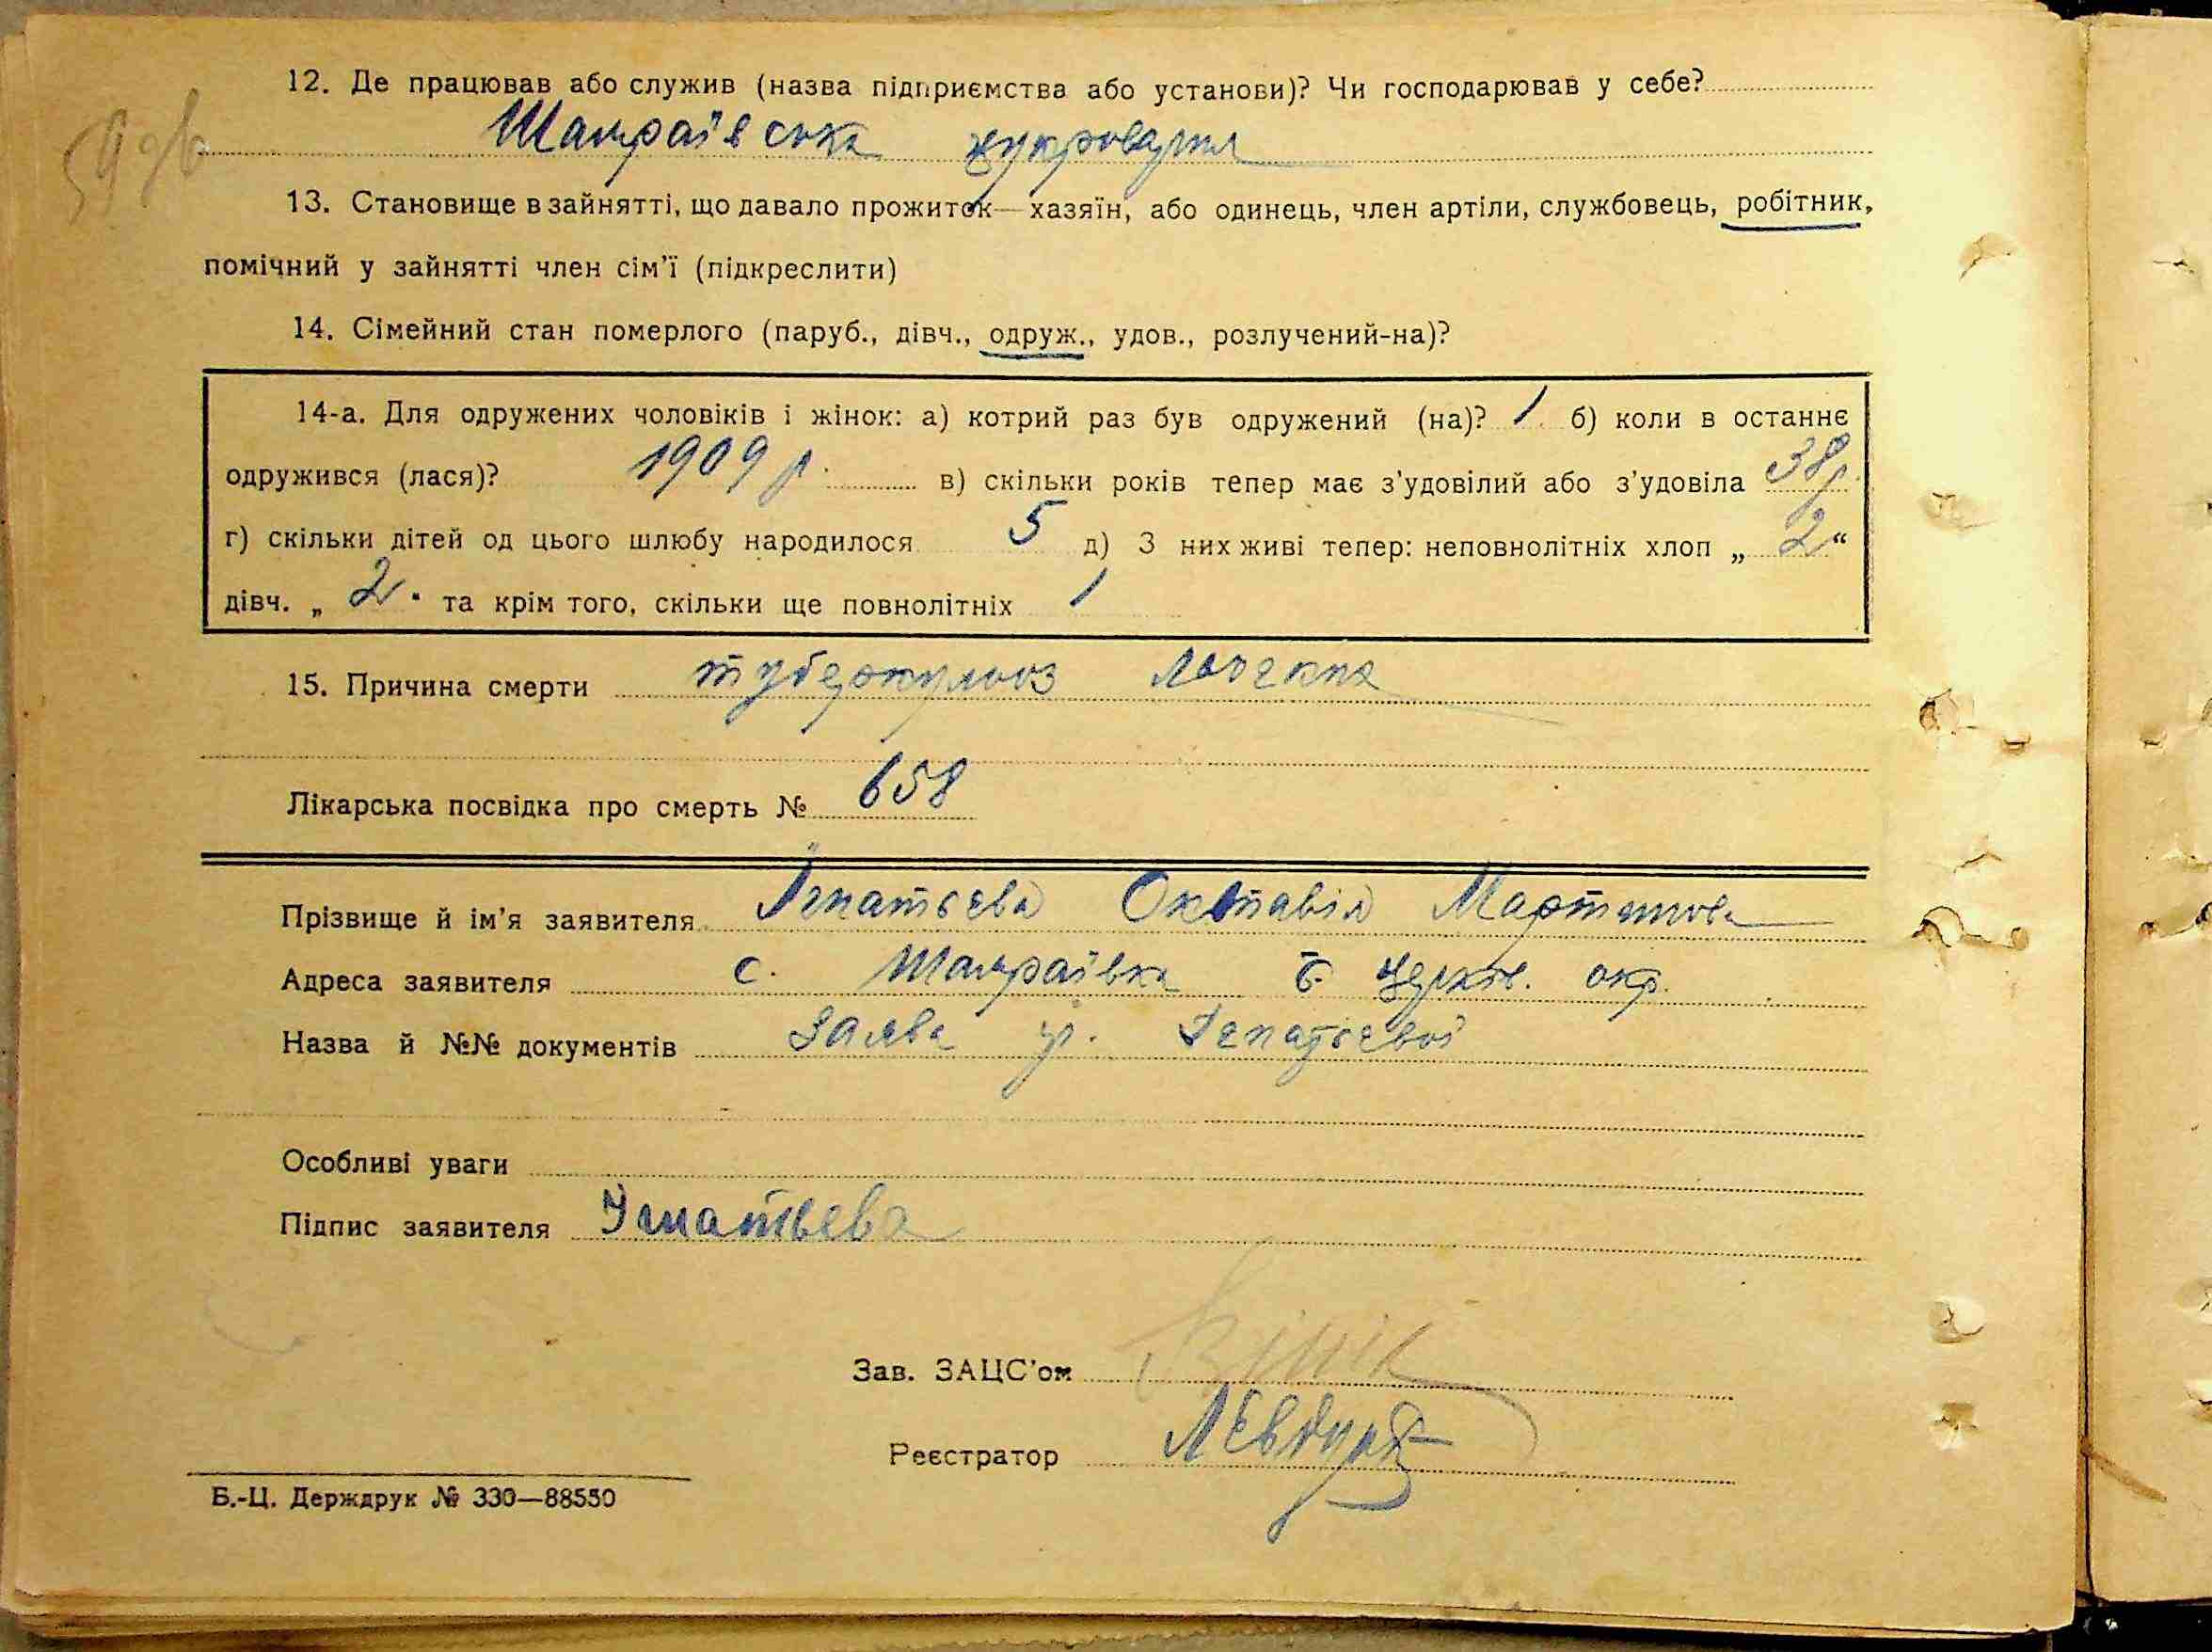 12. Де працював або служив (назва підприємства або установи)? Чи господарював у себе?
Шамраївська цукроварня
13. Становище в зайнятті, що давало прожиток—хазяїн, або одинець, член артіли, службовець, робітник,
помічний у зайнятті член сім'ї (підкреслити)
14. Сімейний стан померлого (паруб., дівч., одруж., удов., розлучений-на)?
14-а. Для одружених чоловіків і жінок: а) котрий раз був одружений (на)? 1 б) коли в останнє
одружився (лася)? 1909 р. в) скільки років тепер має з'удовілий або з'удовіла 38 р.
г) скільки дітей од цього шлюбу народилося 5 д) З них живі тепер: неповнолітніх хлоп „ 2 "
дівч. „ 2 " та крім того, скільки ще повнолітніх 1
15. Причина смерти туберкульоз
Лікарська посвідка про смерть № 658
Прізвище й ім'я заявителя Ігнатьєва Октавія Мартинова
Адреса заявителя с. Шамраївка Б. Церків. окр.
Назва й №№ документів Заява гр. Ігнатьєвої
Особливі уваги
Підпис заявителя Игнатьева
Зав. ЗАЦС'ом
Реєстратор
Б.-Ц. Держдрук № 330—88550